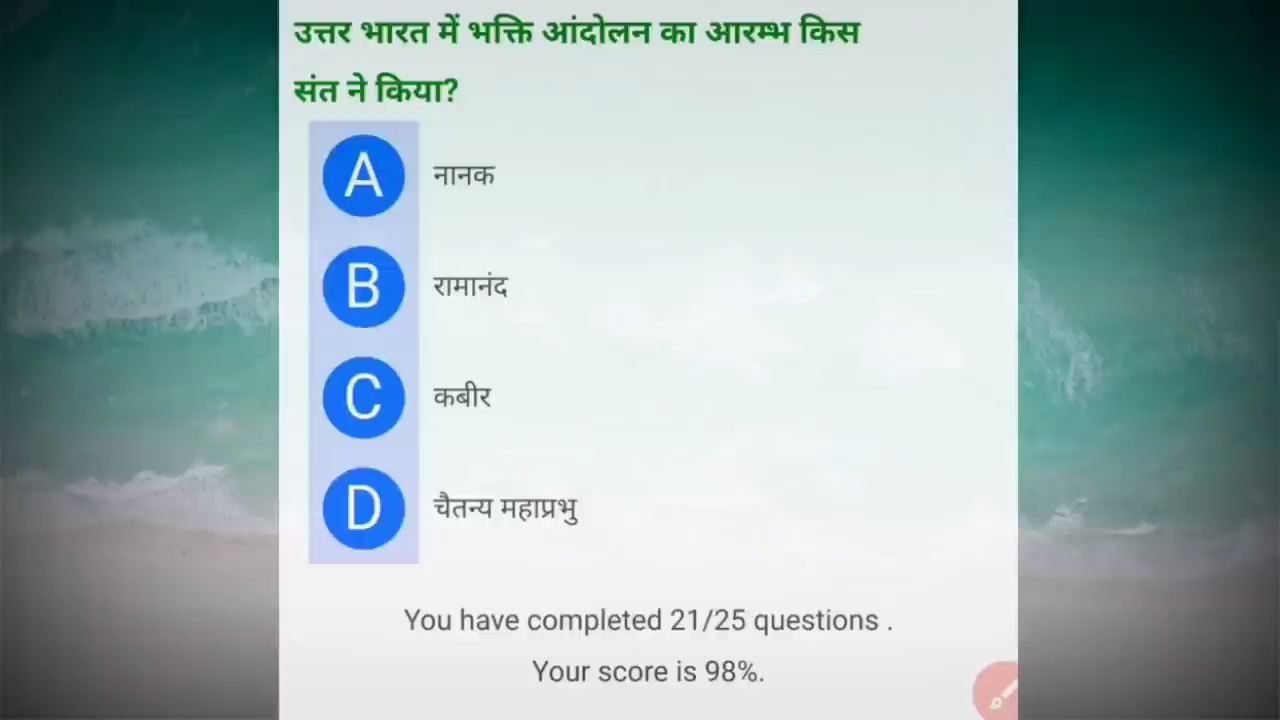 उत्तर भारत में भक्ति आंदोलन का आरम्भ किस
संत ने किया?
A नानक
B रामानंद
C कबीर
D चैतन्य महाप्रभु
You have completed 21/25 questions .
Your score is 98%.